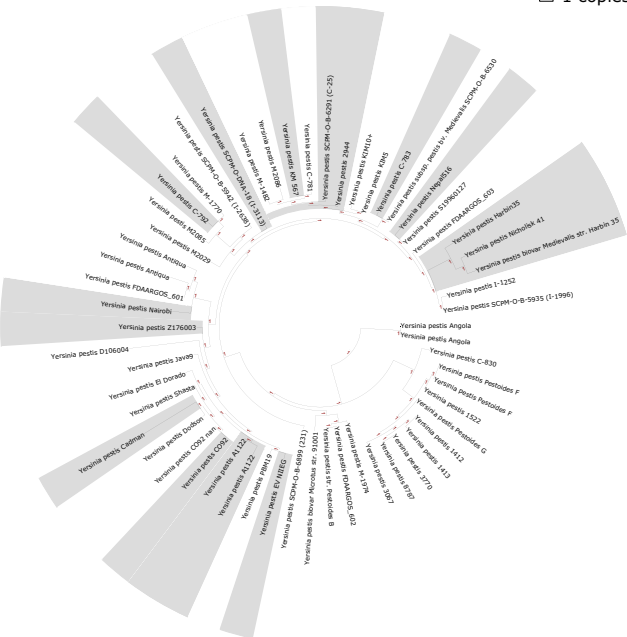 1 copies
Yersinia pestis subsp. pestis bv. Medievalis SCPM-O-B-6530
Yersinia pestis SCPM-O-B-6291 (C-25)
Yersinia pestis 2944
Yersinia pestis KIM10+
Yersinia pestis KIM5
Yersinia pestis C-783
Yersinia pestis Nepal516
Yersinia pestis S19960127
Yersinia pestis FDAARGOS_603
Yersinia pestis Harbin35
Yersinia pestis Nicholisk 41
Yersinia pestis biovar Medievalis str. Harbin 35
Yersinia pestis I-1252
Yersinia pestis SCPM-O-B-5935 (I-1996)
Yersinia pestis Angola
Yersinia pestis Angola
Yersinia pestis C-830
Yersinia pestis Pestoides F
Yersinia pestis Pestoides F
Yersinia pestis 1522
Yersinia pestis Pestoides G
Yersinia pestis 1412
Yersinia pestis 1413
Yersinia pestis 3770
Yersinia pestis 8787
Yersinia pestis 3067
Yersinia pestis M-1974
Yersinia pestis FDAARGOS_602
Yersinia pestis str. Pestoides B
Yersinia pestis biovar Microtus str. 91001
Yersinia pestis SCPM-O-B-6899 (231)
Yersinia pestis EV NIIEG
Yersinia pestis PBM19
Yersinia pestis A1122
Yersinia pestis A1122
Yersinia pestis CO92
Yersinia pestis CO92 nan
Yersinia pestis Dodson
Yersinia pestis Cadman
Yersinia pestis Shasta
Yersinia pestis El Dorado
Yersinia pestis Java9
Yersinia pestis D106004
Yersinia pestis Z176003
Yersinia pestis Nairobi
Yersinia pestis FDAARGOS_601
Yersinia pestis Antiqua
Yersinia pestis Antiqua
Yersinia pestis M2029
Yersinia pestis M2085
Yersinia pestis C-792
Yersinia pestis M-1770
Yersinia pestis SCPM-O-B-5942 (I-2638)
Yersinia pestis SCPM-O-DNA-18 (I-3113)
Yersinia pestis M-1482
Yersinia pestis M2086
Yersinia pestis KM 567
Yersinia pestis C-781